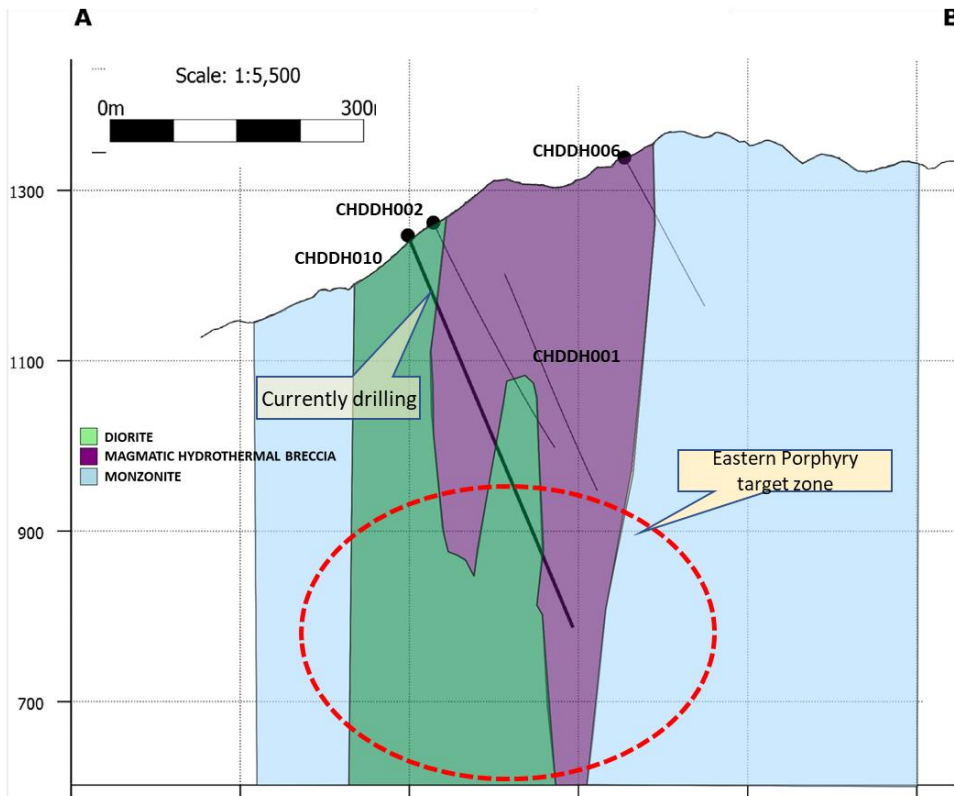 A
B
Scale: 1:5,500
0m 300m
CHDDH006
1300
CHDDH002
CHDDH010
1100
CHDDH001
Currently drilling
DIORITE
MAGMATIC HYDROTHERMAL BRECCIA
MONZONITE
Eastern Porphyry
target zone
900
700